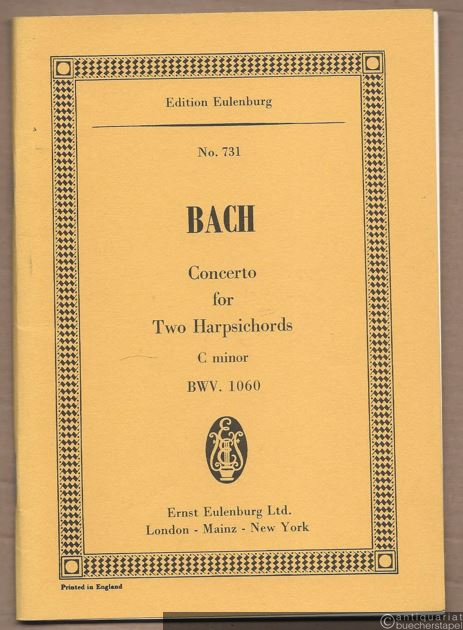 Edition Eulenburg
No. 731
BACH
Concerto
for
Two Harpsichords
C minor
BWV. 1060
Ernst Eulenburg Ltd.
London - Mainz - New York
Printed in England
antiquariat
buecherstapel